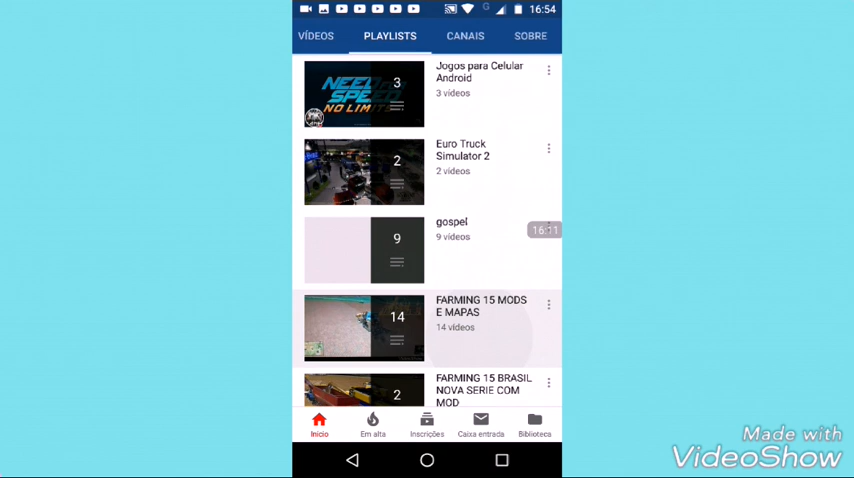 16:54
VÍDEOS PLAYLISTS CANAIS SOBRE
NEED FOR
SPEED
NO LIMITS
3
Jogos para Celular
Android
3 vídeos
2
Euro Truck
Simulator 2
2 vídeos
9
gospel
9 vídeos
16:11
14
FARMING 15 MODS
E MAPAS
14 vídeos
2
FARMING 15 BRASIL
NOVA SERIE COM
MOD
Início Em alta Inscrições Caixa entrada Biblioteca
Made with
VideoShow